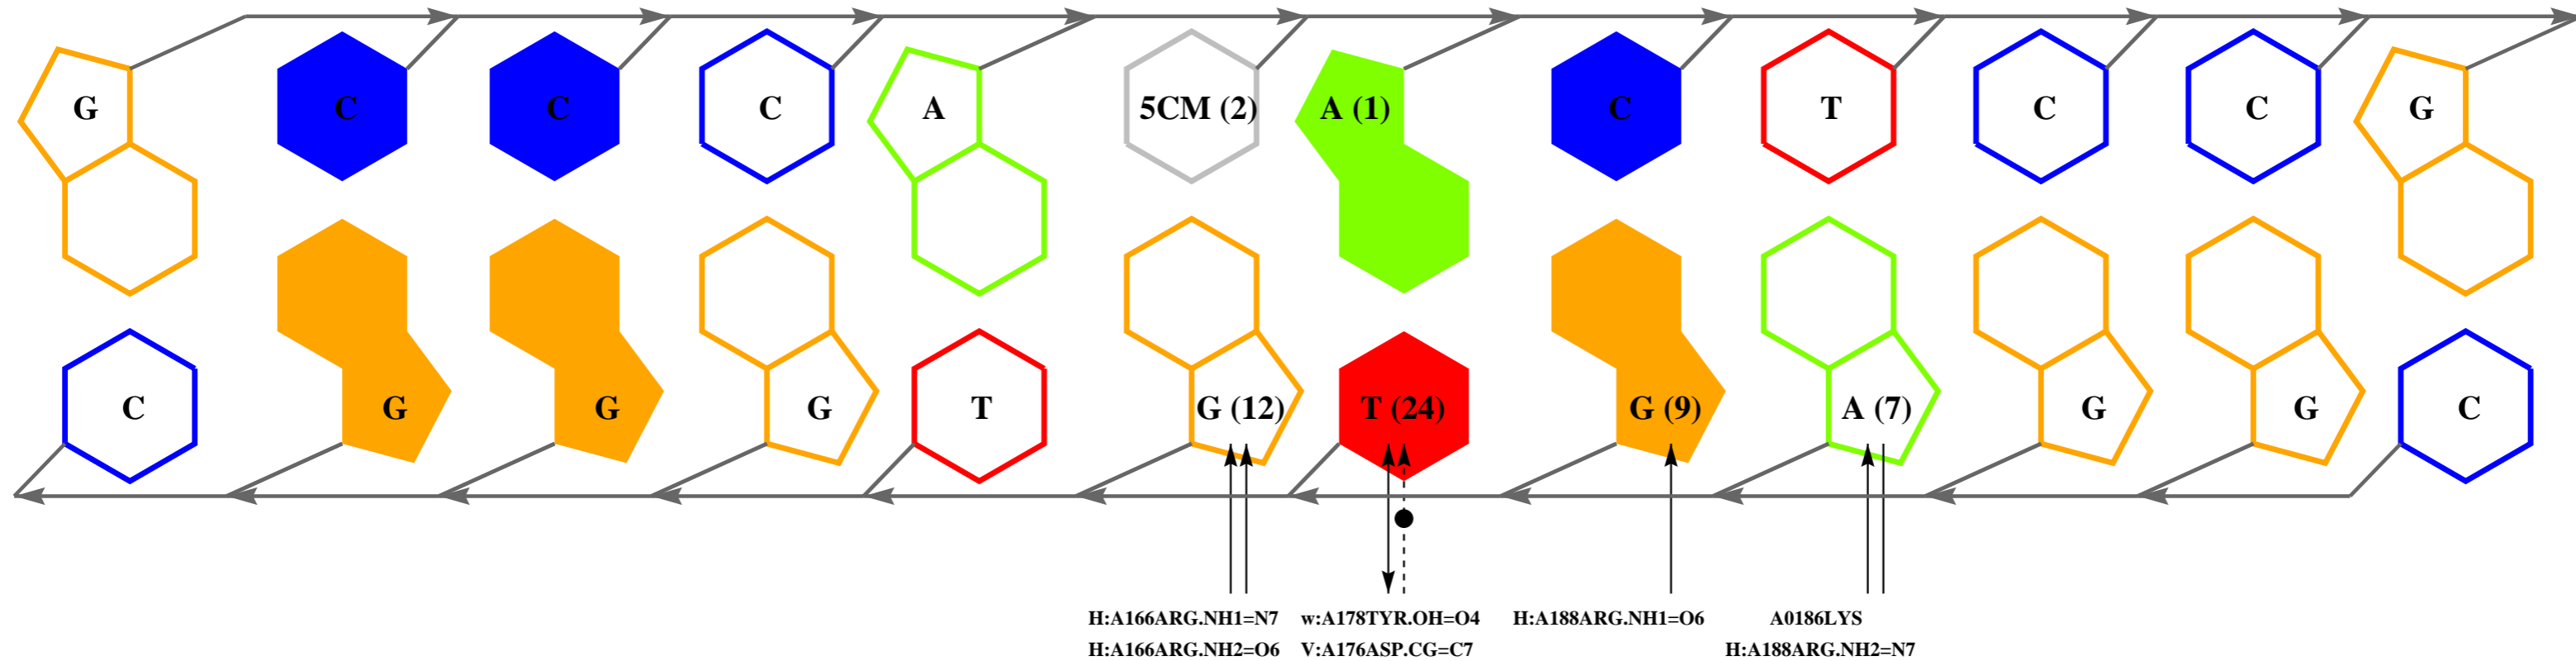 G C C C A 5CM (2) A (1) C T C C G
C G G G T G (12) T (24) G (9) A (7) G G C
H:A166ARG.NH1=N7 w:A178TYR.OH=O4 H:A188ARG.NH1=O6 A0186LYS
H:A166ARG.NH2=O6 V:A176ASP.CG=C7 H:A188ARG.NH2=N7